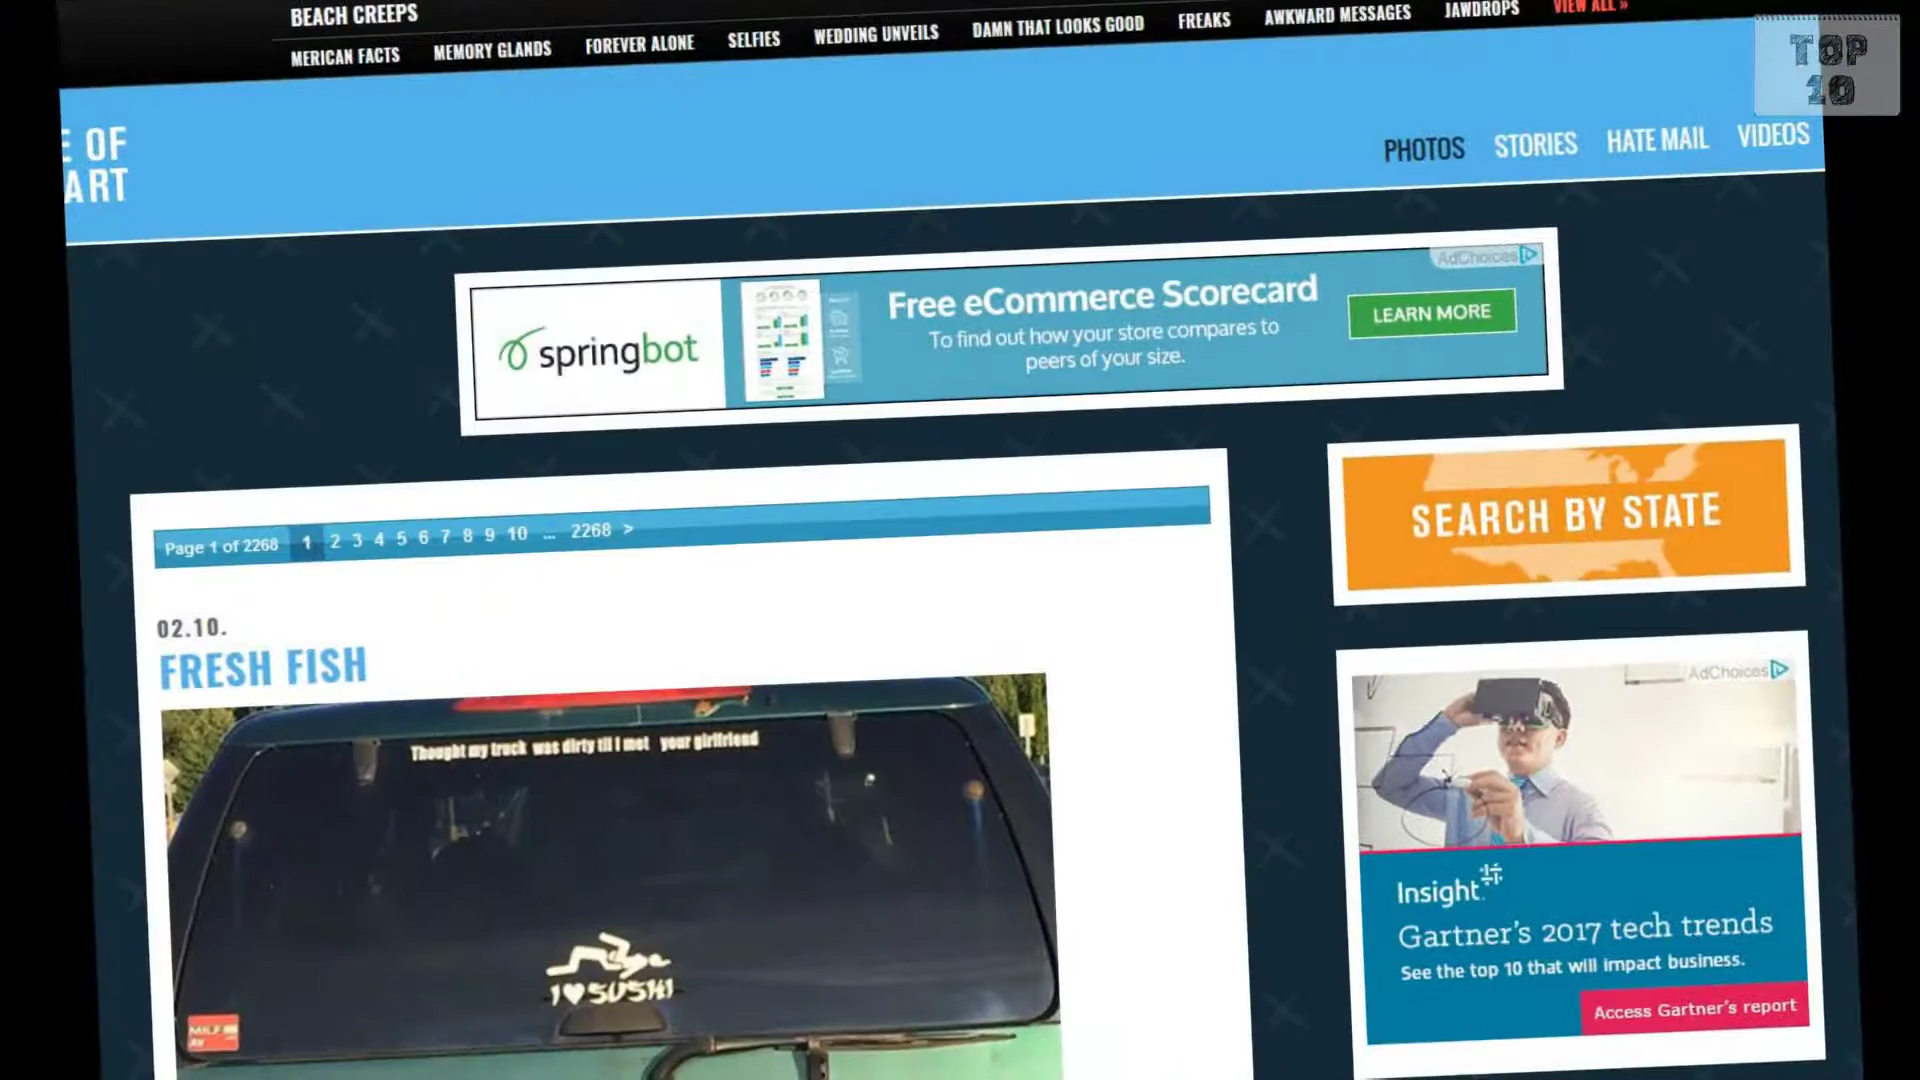 BEACH CREEPS
MERICAN FACTS MEMORY GLANDS FOREVER ALONE SELFIES WEDDING UNVEILS DAMN THAT LOOKS GOOD FREAKS AWKWARD MESSAGES JAWDROPS VIEW ALL »
TOP
10
E OF
ART
PHOTOS STORIES HATE MAIL VIDEOS
AdChoices
springbot
Free eCommerce Scorecard
To find out how your store compares to
peers of your size.
LEARN MORE
Page 1 of 2268 1 2 3 4 5 6 7 8 9 10 ... 2268 >
SEARCH BY STATE
02.10.
FRESH FISH
Thought my truck was dirty till I met your girlfriend
I♥SUSHI
MILF
AdChoices
Insight
Gartner's 2017 tech trends
See the top 10 that will impact business.
Access Gartner's report